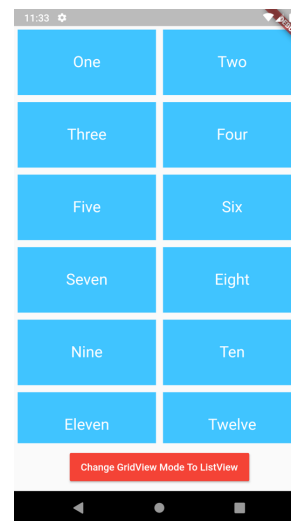 11:33
One
Two
Three
Four
Five
Six
Seven
Eight
Nine
Ten
Eleven
Twelve
Change GridView Mode To ListView